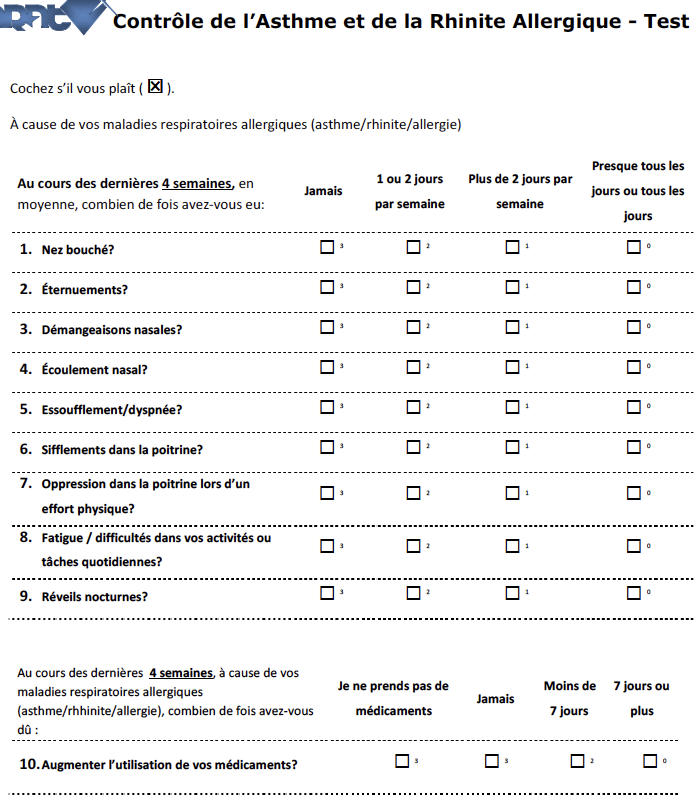 Contrôle de l’Asthme et de la Rhinite Allergique - Test
Cochez s’il vous plaît ( ☒ ).
À cause de vos maladies respiratoires allergiques (asthme/rhinite/allergie)
Au cours des dernières 4 semaines, en
moyenne, combien de fois avez-vous eu:
Jamais
1 ou 2 jours
par semaine
Plus de 2 jours par
semaine
Presque tous les
jours ou tous les
jours
1. Nez bouché? ☐ 3 ☐ 2 ☐ 1 ☐ 0
2. Éternuements? ☐ 3 ☐ 2 ☐ 1 ☐ 0
3. Démangeaisons nasales? ☐ 3 ☐ 2 ☐ 1 ☐ 0
4. Écoulement nasal? ☐ 3 ☐ 2 ☐ 1 ☐ 0
5. Essoufflement/dyspnée? ☐ 3 ☐ 2 ☐ 1 ☐ 0
6. Sifflements dans la poitrine? ☐ 3 ☐ 2 ☐ 1 ☐ 0
7. Oppression dans la poitrine lors d’un
effort physique? ☐ 3 ☐ 2 ☐ 1 ☐ 0
8. Fatigue / difficultés dans vos activités ou
tâches quotidiennes? ☐ 3 ☐ 2 ☐ 1 ☐ 0
9. Réveils nocturnes? ☐ 3 ☐ 2 ☐ 1 ☐ 0
Au cours des dernières 4 semaines, à cause de vos
maladies respiratoires allergiques
(asthme/rhhinite/allergie), combien de fois avez-vous
dû :
Je ne prends pas de
médicaments
Jamais
Moins de
7 jours
7 jours ou
plus
10. Augmenter l’utilisation de vos médicaments? ☐ 3 ☐ 3 ☐ 2 ☐ 0